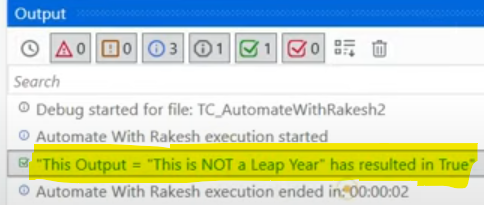 Output
0 0 3 1 1 0
Search
Debug started for file: TC_AutomateWithRakesh2
Automate With Rakesh execution started
"This Output = "This is NOT a Leap Year" has resulted in True"
Automate With Rakesh execution ended in: 00:00:02